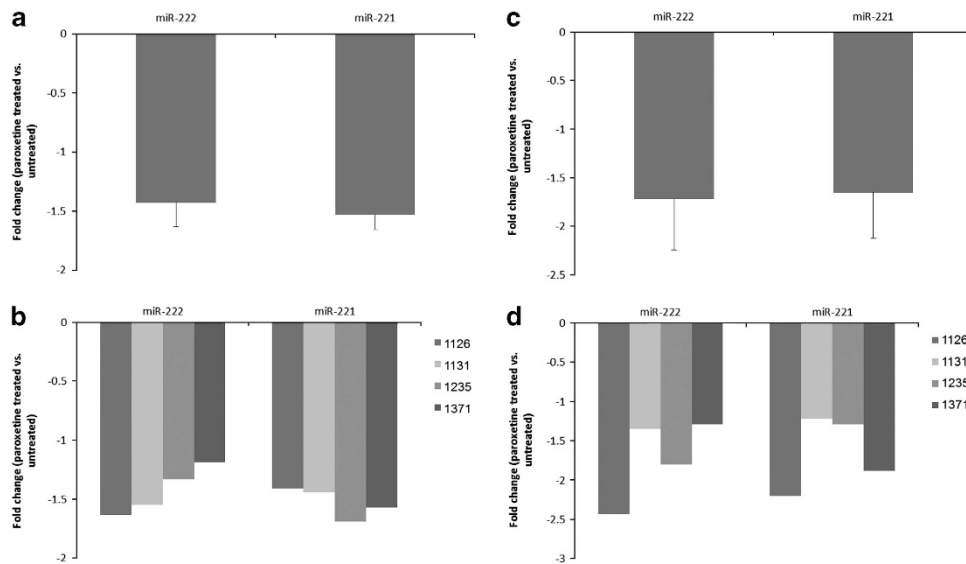 a
miR-222 miR-221
0
-0.5
-1
-1.5
-2
Fold change (paroxetine treated vs.
untreated)
c
miR-222 miR-221
0
-0.5
-1
-1.5
-2
-2.5
Fold change (paroxetine treated vs.
untreated)
b
miR-222 miR-221
0
-0.5
-1
-1.5
-2
Fold change (paroxetine treated vs.
untreated)
1126
1131
1235
1371
d
miR-222 miR-221
0
-0.5
-1
-1.5
-2
-2.5
-3
Fold change (paroxetine treated vs.
untreated)
1126
1131
1235
1371